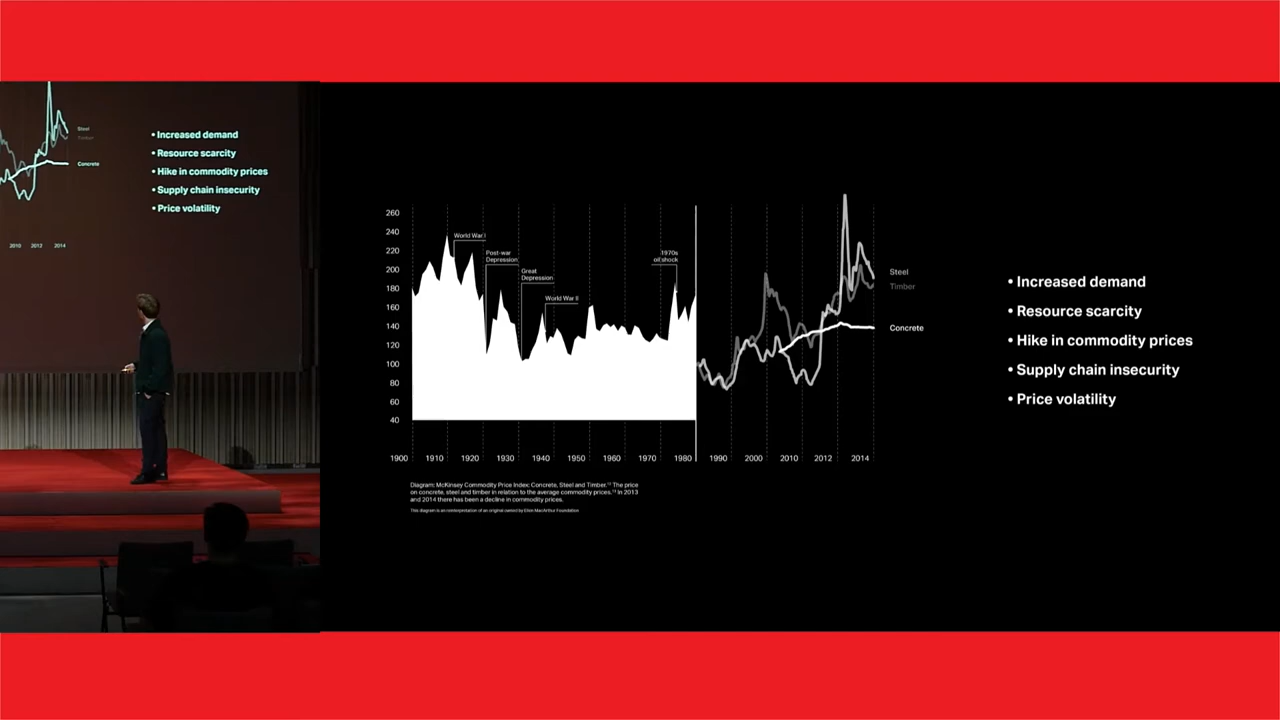 Steel
Timber
Concrete
2010 2012 2014
• Increased demand
• Resource scarcity
• Hike in commodity prices
• Supply chain insecurity
• Price volatility
260
240
220
200
180
160
140
120
100
80
60
40
World War I
Post-war
Depression
Great
Depression
World War II
1970s
oil shock
1900 1910 1920 1930 1940 1950 1960 1970 1980 1990 2000 2010 2012 2014
Steel
Timber
Concrete
Diagram: McKinsey Commodity Price Index: Concrete, Steel and Timber.¹² The price
on concrete, steel and timber in relation to the average commodity prices.¹³ In 2013
and 2014 there has been a decline in commodity prices.
This diagram is an reinterpretation of an original owned by Ellen MacArthur Foundation
• Increased demand
• Resource scarcity
• Hike in commodity prices
• Supply chain insecurity
• Price volatility